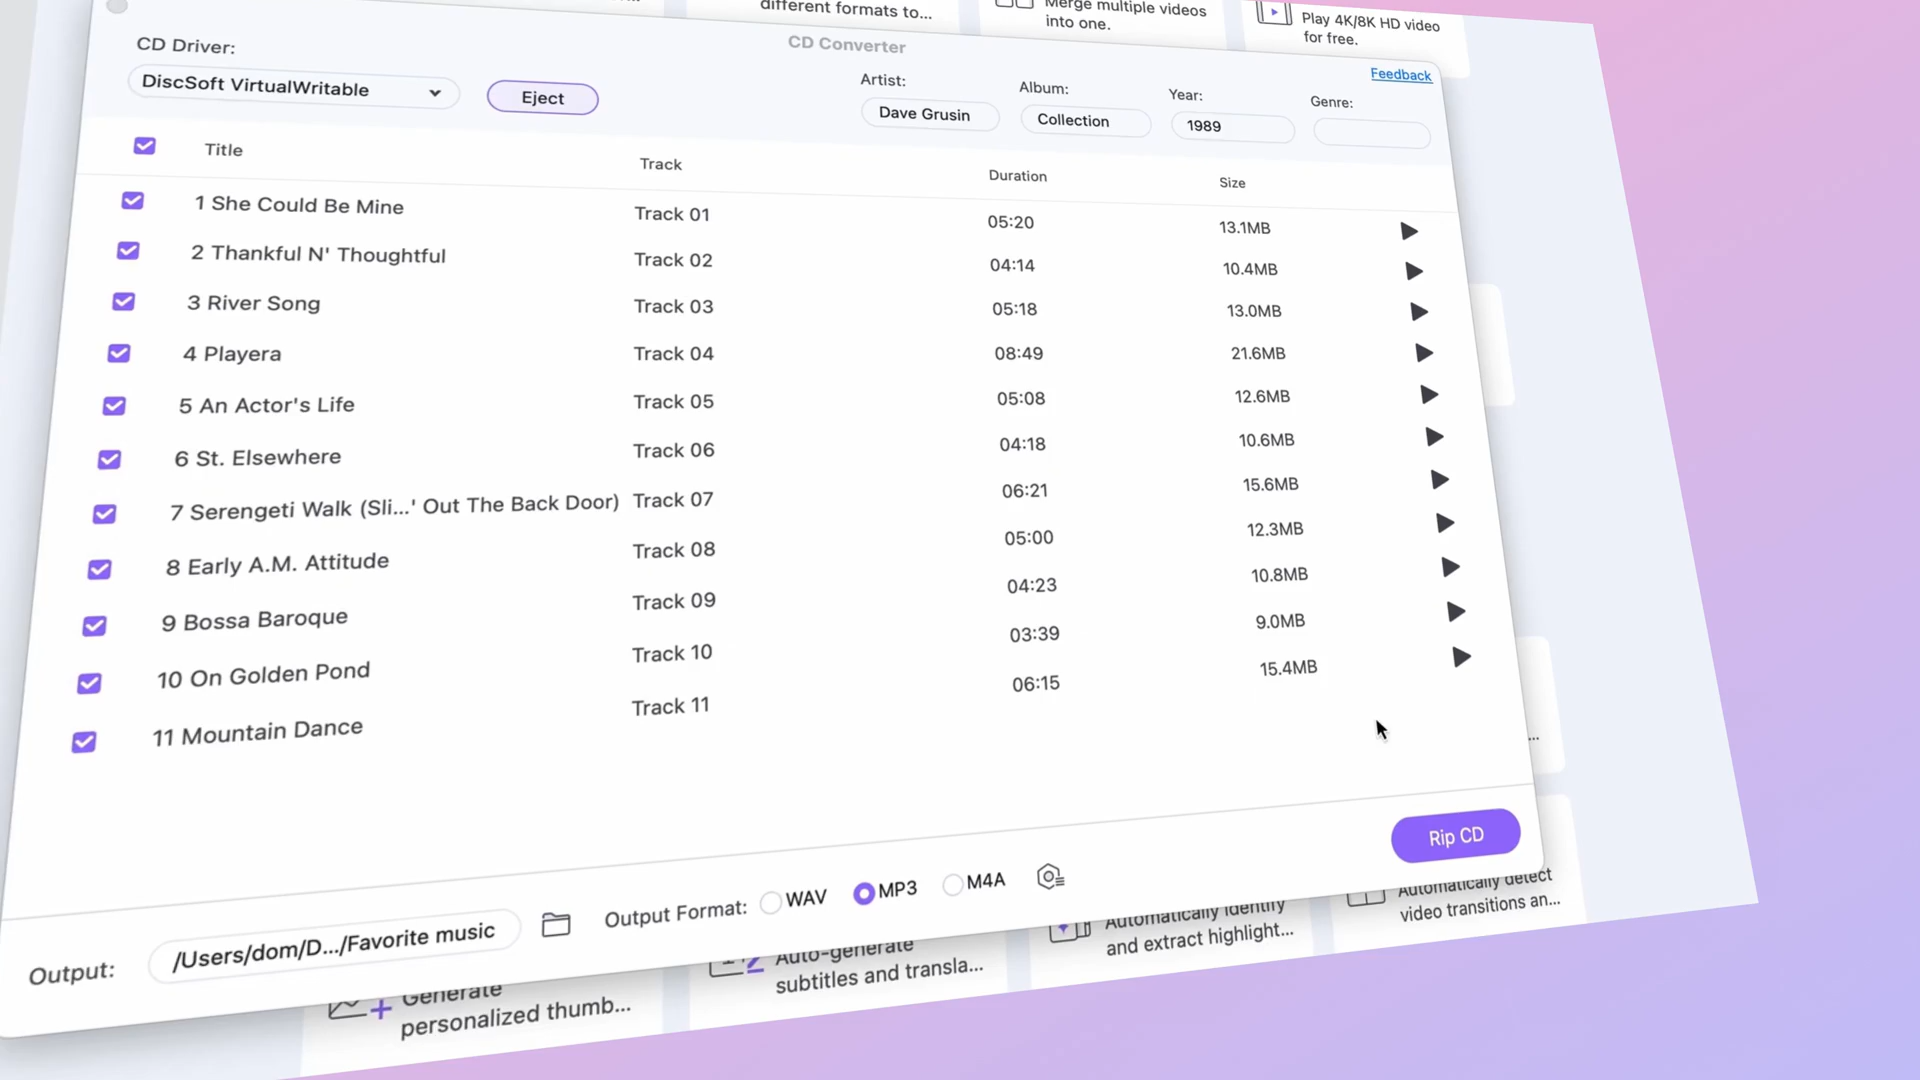 different formats to...
Merge multiple videos
into one.
Play 4K/8K HD video
for free.
CD Converter
Feedback
CD Driver:
DiscSoft VirtualWritable
Eject
Artist:
Dave Grusin
Album:
Collection
Year:
1989
Genre:
Title Track Duration Size
1 She Could Be Mine Track 01 05:20 13.1MB
2 Thankful N' Thoughtful Track 02 04:14 10.4MB
3 River Song Track 03 05:18 13.0MB
4 Playera Track 04 08:49 21.6MB
5 An Actor's Life Track 05 05:08 12.6MB
6 St. Elsewhere Track 06 04:18 10.6MB
7 Serengeti Walk (Sli...' Out The Back Door) Track 07 06:21 15.6MB
8 Early A.M. Attitude Track 08 05:00 12.3MB
9 Bossa Baroque Track 09 04:23 10.8MB
10 On Golden Pond Track 10 03:39 9.0MB
11 Mountain Dance Track 11 06:15 15.4MB
...
Rip CD
Output: /Users/dom/D.../Favorite music
Output Format: WAV MP3 M4A
Generate
personalized thumb...
Auto-generate
subtitles and transla...
Automatically identify
and extract highlight...
Automatically detect
video transitions an...